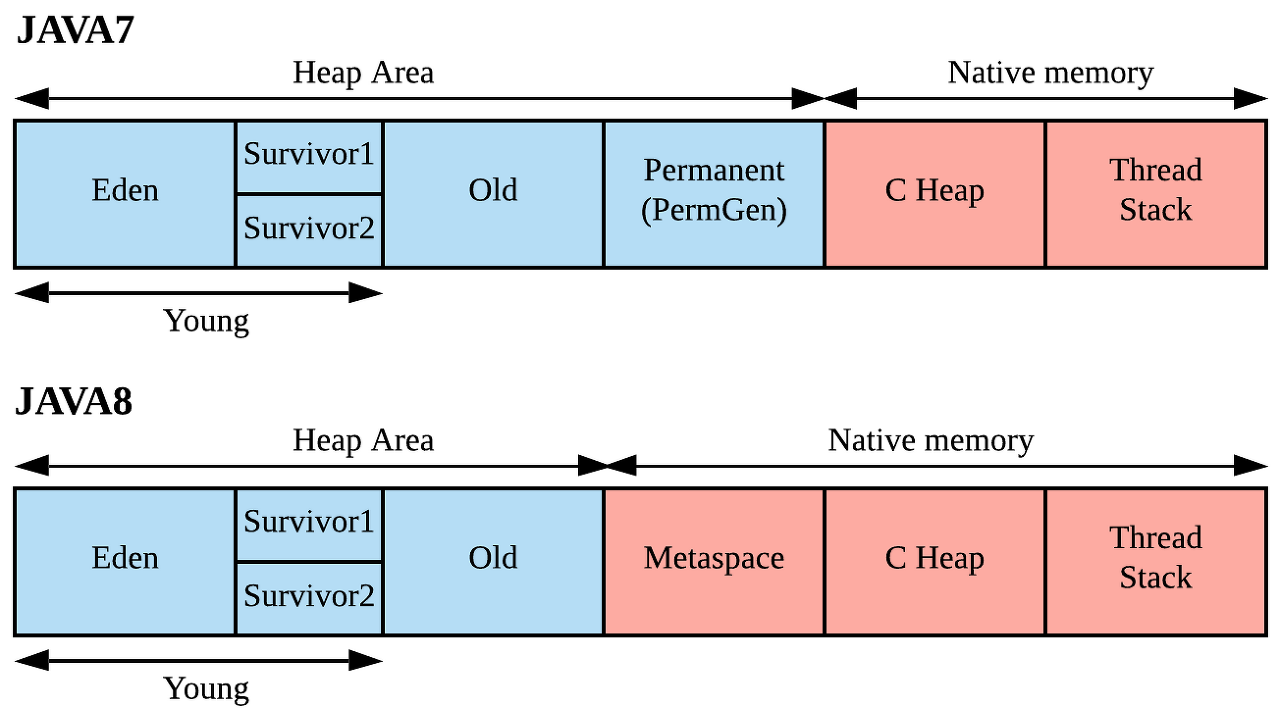 JAVA7
Heap Area
Native memory
Eden
Survivor1
Survivor2
Old
Permanent
(PermGen)
C Heap
Thread
Stack
Young
JAVA8
Heap Area
Native memory
Eden
Survivor1
Survivor2
Old
Metaspace
C Heap
Thread
Stack
Young